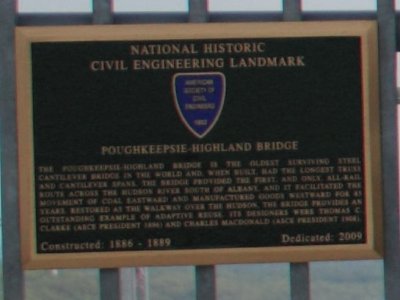 NATIONAL HISTORIC
CIVIL ENGINEERING LANDMARK
AMERICAN
SOCIETY OF
CIVIL
ENGINEERS
1852
POUGHKEEPSIE-HIGHLAND BRIDGE
THE POUGHKEEPSIE-HIGHLAND BRIDGE IS THE OLDEST SURVIVING STEEL
CANTILEVER BRIDGE IN THE WORLD AND, WHEN BUILT, HAD THE LONGEST TRUSS
AND CANTILEVER SPANS. THE BRIDGE PROVIDED THE FIRST, AND ONLY, ALL-RAIL
ROUTE ACROSS THE HUDSON RIVER SOUTH OF ALBANY, AND IT FACILITATED THE
MOVEMENT OF COAL EASTWARD AND MANUFACTURED GOODS WESTWARD FOR 85
YEARS. RESTORED AS THE WALKWAY OVER THE HUDSON, THE BRIDGE PROVIDES AN
OUTSTANDING EXAMPLE OF ADAPTIVE REUSE. ITS DESIGNERS WERE THOMAS C.
CLARKE (ASCE PRESIDENT 1896) AND CHARLES MACDONALD (ASCE PRESIDENT 1908).
Constructed: 1886 - 1889
Dedicated: 2009